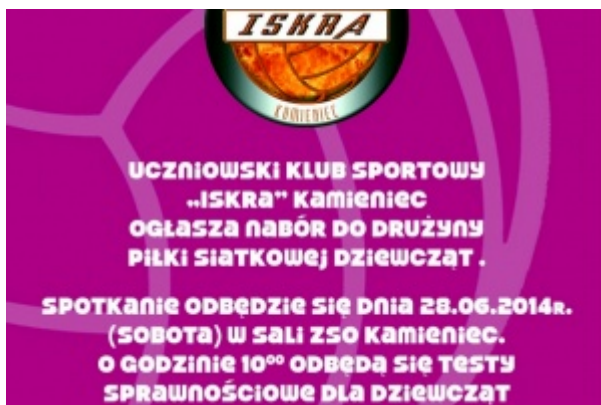 ISKRA
KAMIENIEC
UCZNIOWSKI KLUB SPORTOWY
„ISKRA” KAMIENIEC
OGŁASZA NABÓR DO DRUŻYNY
PIŁKI SIATKOWEJ DZIEWCZĄT .
SPOTKANIE ODBĘDZIE SIĘ DNIA 28.06.2014R.
(SOBOTA) W SALI ZSO KAMIENIEC.
O GODZINIE 10⁰⁰ ODBĘDĄ SIĘ TESTY
SPRAWNOŚCIOWE DLA DZIEWCZĄT